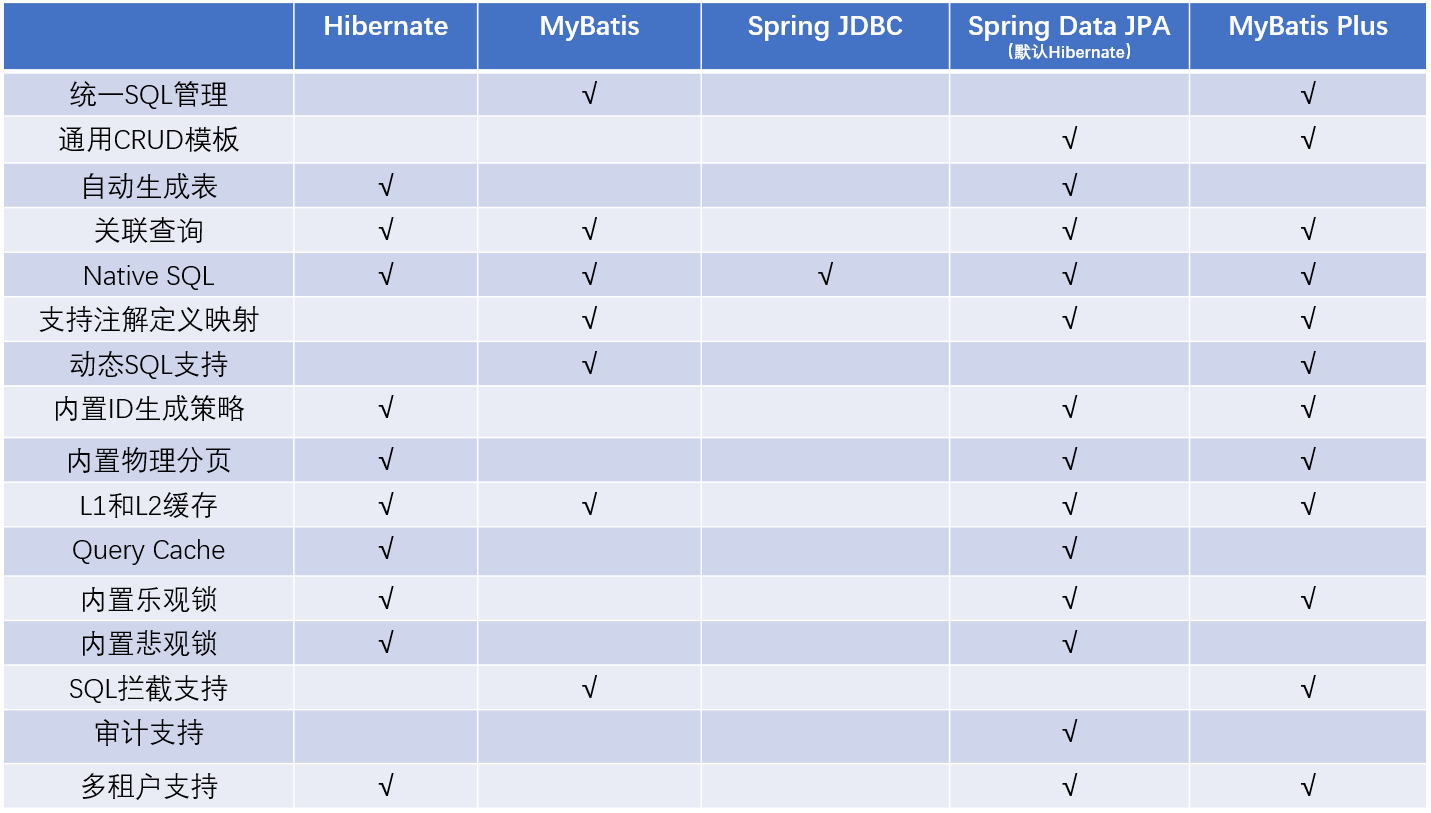 Hibernate MyBatis Spring JDBC Spring Data JPA MyBatis Plus
(默认Hibernate)
统一SQL管理 √ √
通用CRUD模板 √ √
自动生成表 √ √
关联查询 √ √ √ √
Native SQL √ √ √ √ √
支持注解定义映射 √ √ √
动态SQL支持 √ √
内置ID生成策略 √ √ √
内置物理分页 √ √ √
L1和L2缓存 √ √ √ √
Query Cache √ √
内置乐观锁 √ √ √
内置悲观锁 √ √
SQL拦截支持 √ √
审计支持 √
多租户支持 √ √ √